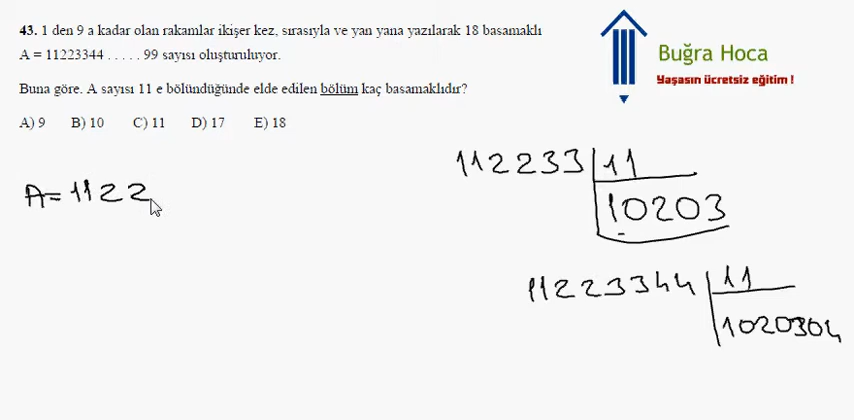 43. 1 den 9 a kadar olan rakamlar ikişer kez, sırasıyla ve yan yana yazılarak 18 basamaklı
A = 11223344 . . . . . 99 sayısı oluşturuluyor.
Buna göre. A sayısı 11 e bölündüğünde elde edilen bölüm kaç basamaklıdır?
A) 9 B) 10 C) 11 D) 17 E) 18
Buğra Hoca
Yaşasın ücretsiz eğitim !
112233 11
10203
A=1122
11223344 11
1020304